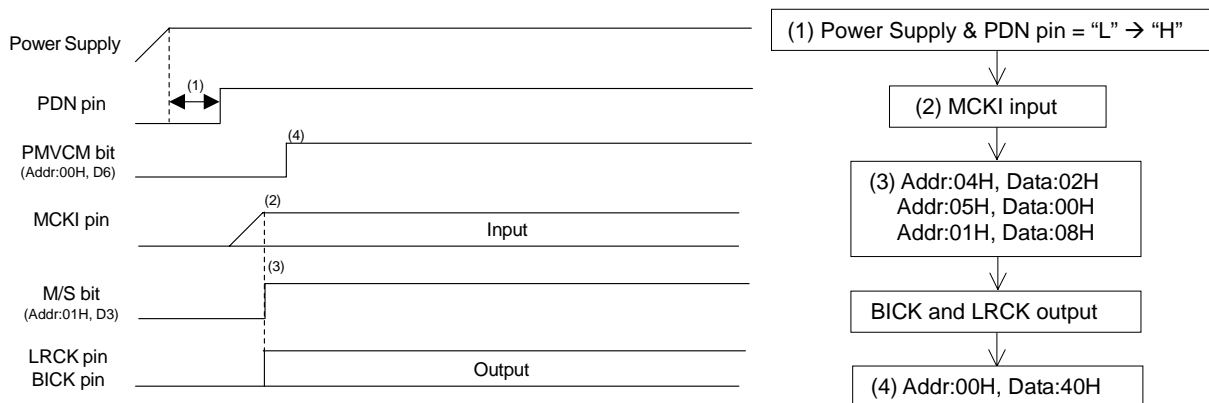 Power Supply
(1)
PDN pin
(4)
PMVCM bit
(Addr:00H, D6)
(2)
MCKI pin
Input
(3)
M/S bit
(Addr:01H, D3)
LRCK pin
BICK pin
Output
(1) Power Supply & PDN pin = “L” → “H”
(2) MCKI input
(3) Addr:04H, Data:02H
Addr:05H, Data:00H
Addr:01H, Data:08H
BICK and LRCK output
(4) Addr:00H, Data:40H